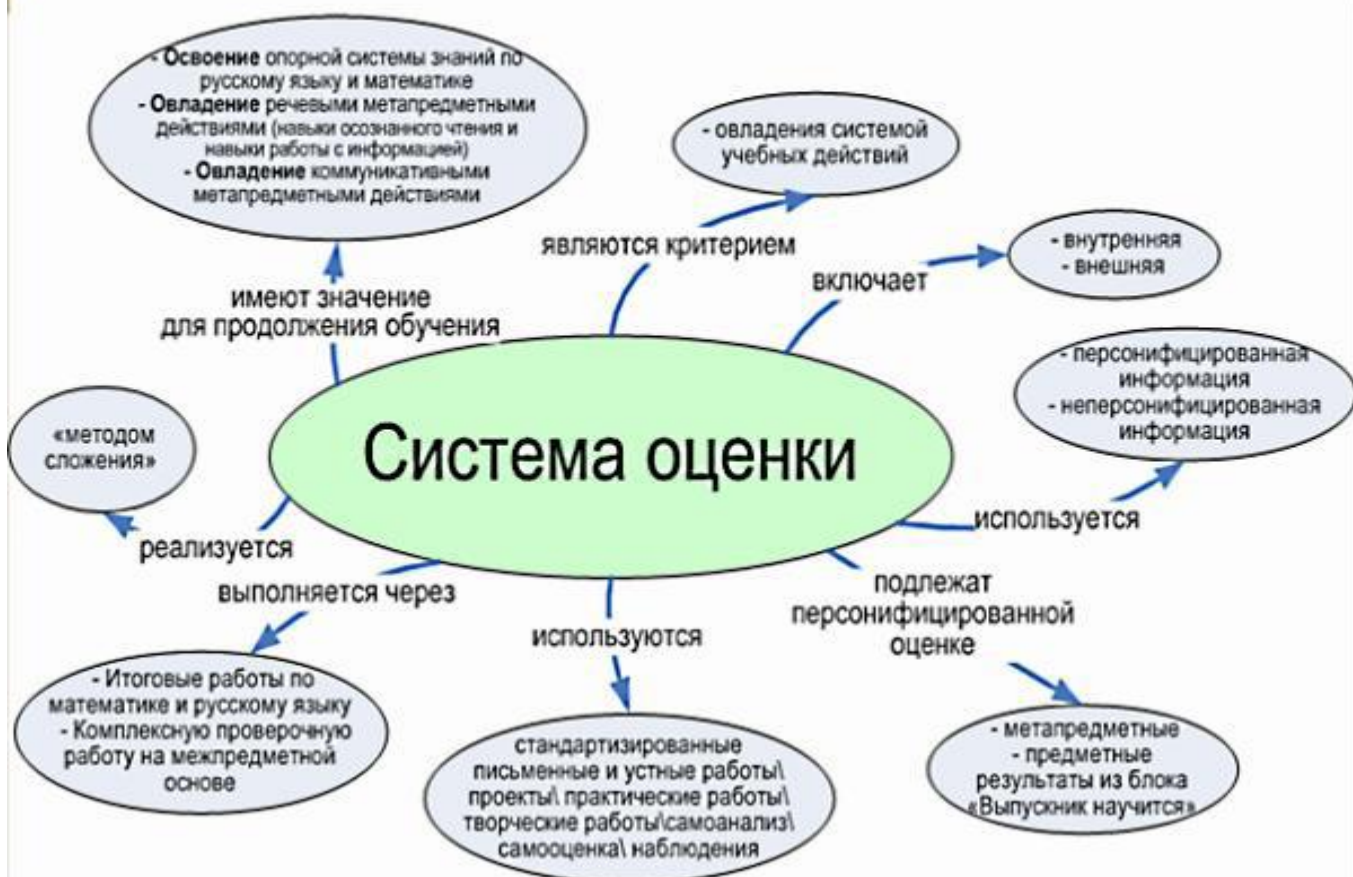 - Освоение опорной системы знаний по
русскому языку и математике
- Овладение речевыми метапредметными
действиями (навыки осознанного чтения и
навыки работы с информацией)
- Овладение коммуникативными
метапредметными действиями
- овладения системой
учебных действий
являются критерием
- внутренняя
- внешняя
включает
имеют значение
для продолжения обучения
- персонифицированная
информация
- неперсонифицированная
информация
«методом
сложения»
Система оценки
используется
реализуется
выполняется через
подлежат
персонифицированной
оценке
используются
- Итоговые работы по
математике и русскому языку
- Комплексную проверочную
работу на межпредметной
основе
стандартизированные
письменные и устные работы\
проекты\ практические работы\
творческие работы\самоанализ\
самооценка\ наблюдения
- метапредметные
- предметные
результаты из блока
«Выпускник научится»